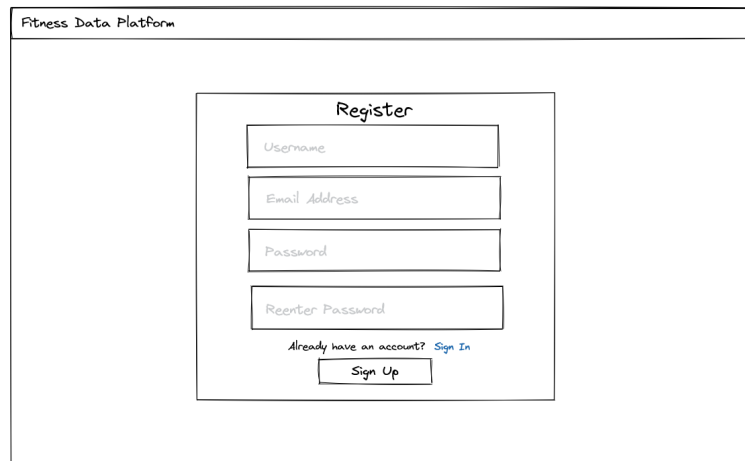 Fitness Data Platform
Register
Username
Email Address
Password
Reenter Password
Already have an account? Sign In
Sign Up